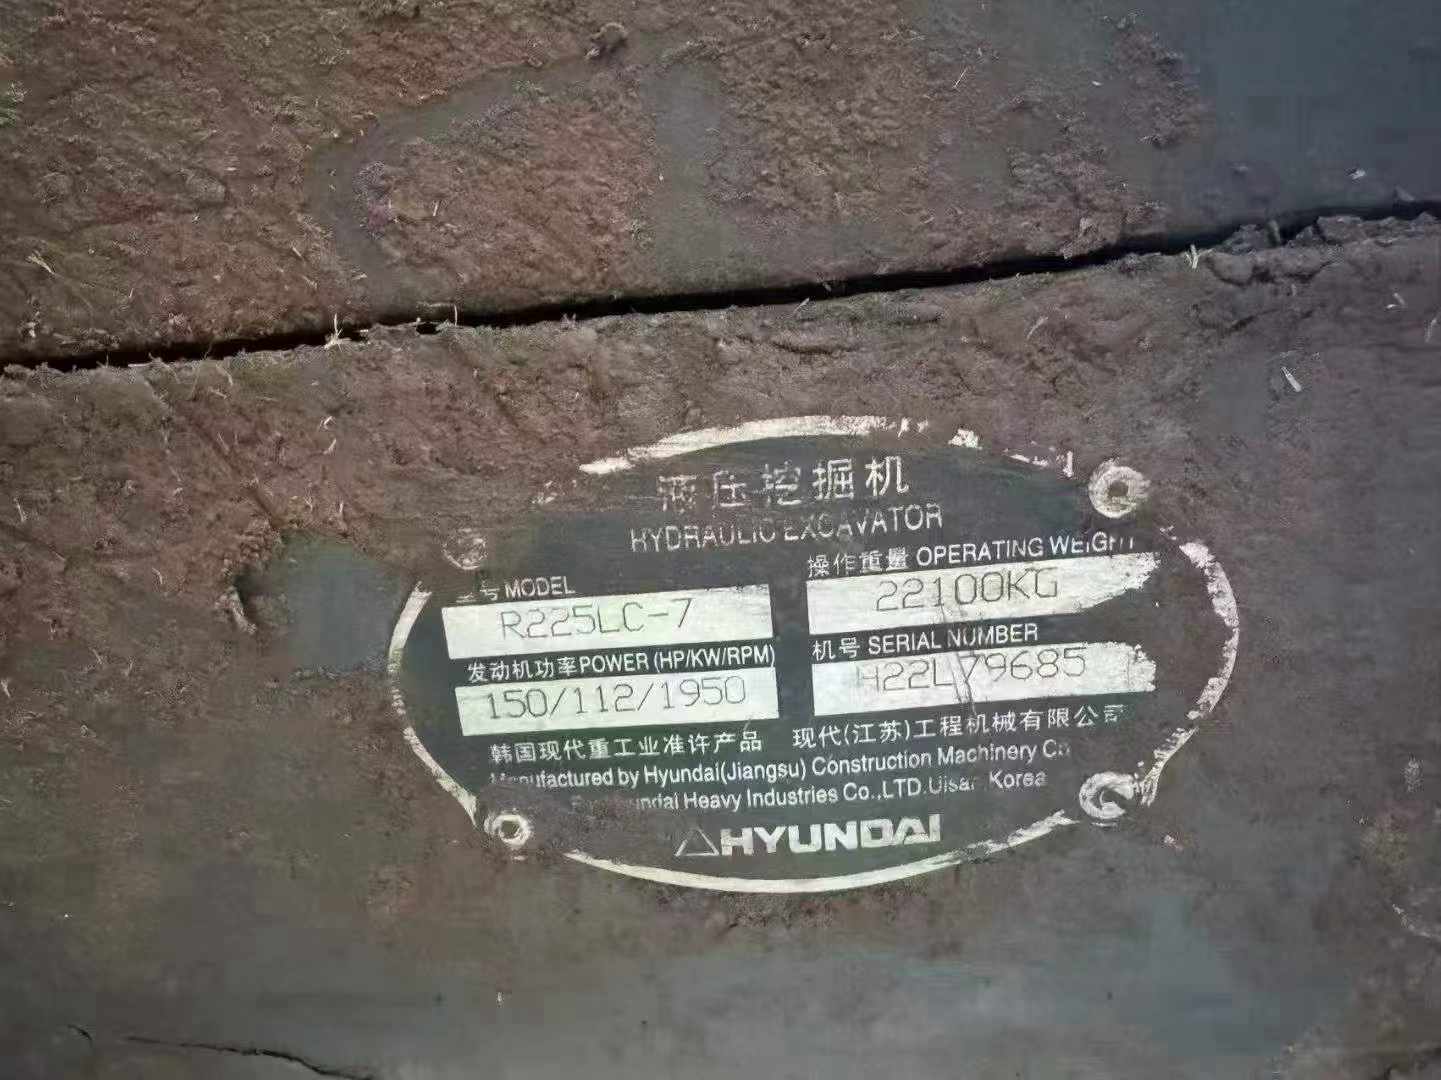 液压挖掘机
HYDRAULIC EXCAVATOR
号 MODEL
R225LC-7
操作重量 OPERATING WEIGHT
22100KG
发动机功率POWER (HP/KW/RPM)
150/112/1950
机号 SERIAL NUMBER
H22L79685
韩国现代重工业准许产品 现代(江苏)工程机械有限公司
Manufactured by Hyundai(Jiangsu) Construction Machinery
Heavy Industries Co.,LTD. Korea
HYUNDAI